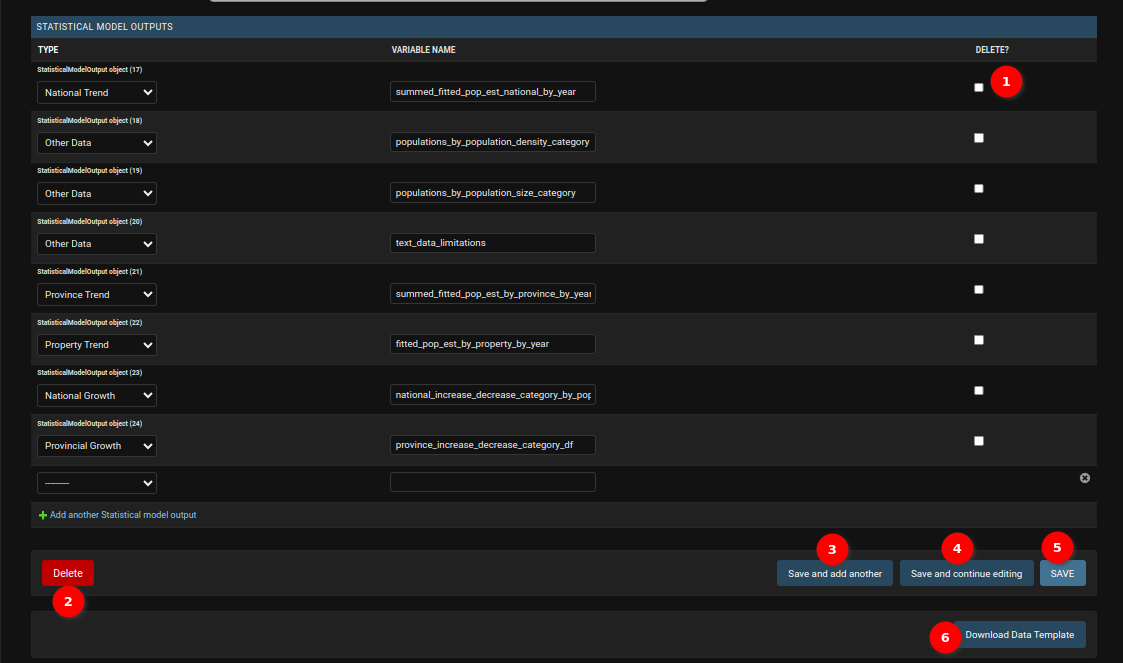 STATISTICAL MODEL OUTPUTS
TYPE VARIABLE NAME DELETE?
StatisticalModelOutput object (17)
National Trend summed_fitted_pop_est_national_by_year 1
StatisticalModelOutput object (18)
Other Data populations_by_population_density_category
StatisticalModelOutput object (19)
Other Data populations_by_population_size_category
StatisticalModelOutput object (20)
Other Data text_data_limitations
StatisticalModelOutput object (21)
Province Trend summed_fitted_pop_est_by_province_by_year
StatisticalModelOutput object (22)
Property Trend fitted_pop_est_by_property_by_year
StatisticalModelOutput object (23)
National Growth national_increase_decrease_category_by_pop
StatisticalModelOutput object (24)
Provincial Growth province_increase_decrease_category_df
---------
Add another Statistical model output
3 4 5
Delete Save and add another Save and continue editing SAVE
2
6 Download Data Template